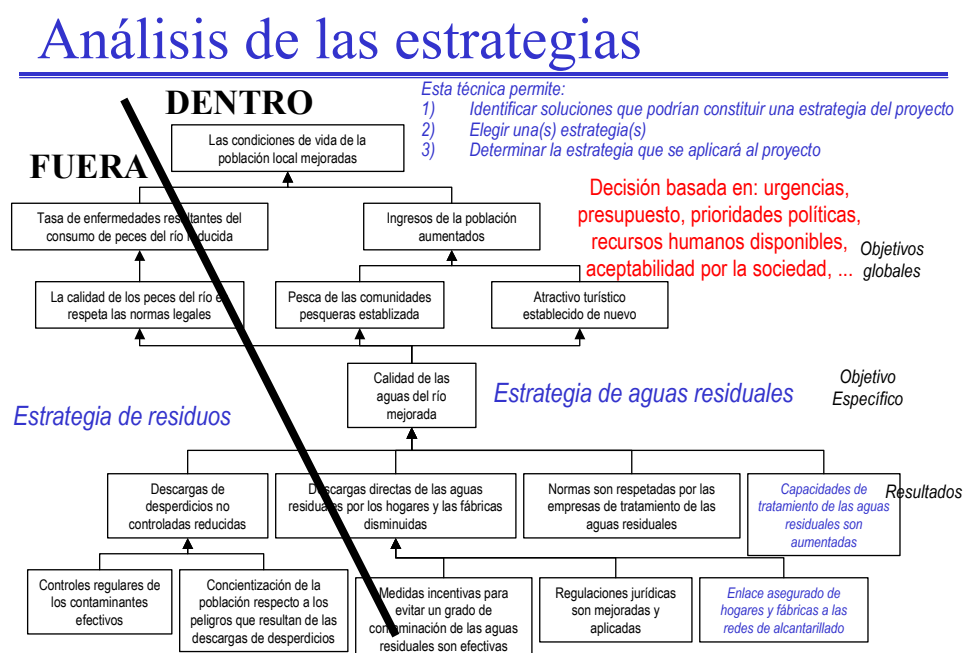 Análisis de las estrategias
Esta técnica permite:
1) Identificar soluciones que podrían constituir una estrategia del proyecto
2) Elegir una(s) estrategia(s)
3) Determinar la estrategia que se aplicará al proyecto
DENTRO
FUERA
Las condiciones de vida de la
población local mejoradas
Decisión basada en: urgencias,
presupuesto, prioridades políticas,
recursos humanos disponibles,
aceptabilidad por la sociedad, ...
Objetivos
globales
Tasa de enfermedades resultantes del
consumo de peces del río reducida
Ingresos de la población
aumentados
La calidad de los peces del río
respeta las normas legales
Pesca de las comunidades
pesqueras establizada
Atractivo turístico
establecido de nuevo
Calidad de las
aguas del río
mejorada
Estrategia de aguas residuales
Objetivo
Específico
Estrategia de residuos
Descargas de
desperdicios no
controladas reducidas
Descargas directas de las aguas
residuales por los hogares y las fábricas
disminuidas
Normas son respetadas por las
empresas de tratamiento de las
aguas residuales
Capacidades de
tratamiento de las aguas
residuales son
aumentadas
Resultados
Controles regulares de
los contaminantes
efectivos
Concientización de la
población respecto a los
peligros que resultan de las
descargas de desperdicios
Medidas incentivas para
evitar un grado de
contaminación de las aguas
residuales son efectivas
Regulaciones jurídicas
son mejoradas y
aplicadas
Enlace asegurado de
hogares y fábricas a las
redes de alcantarillado